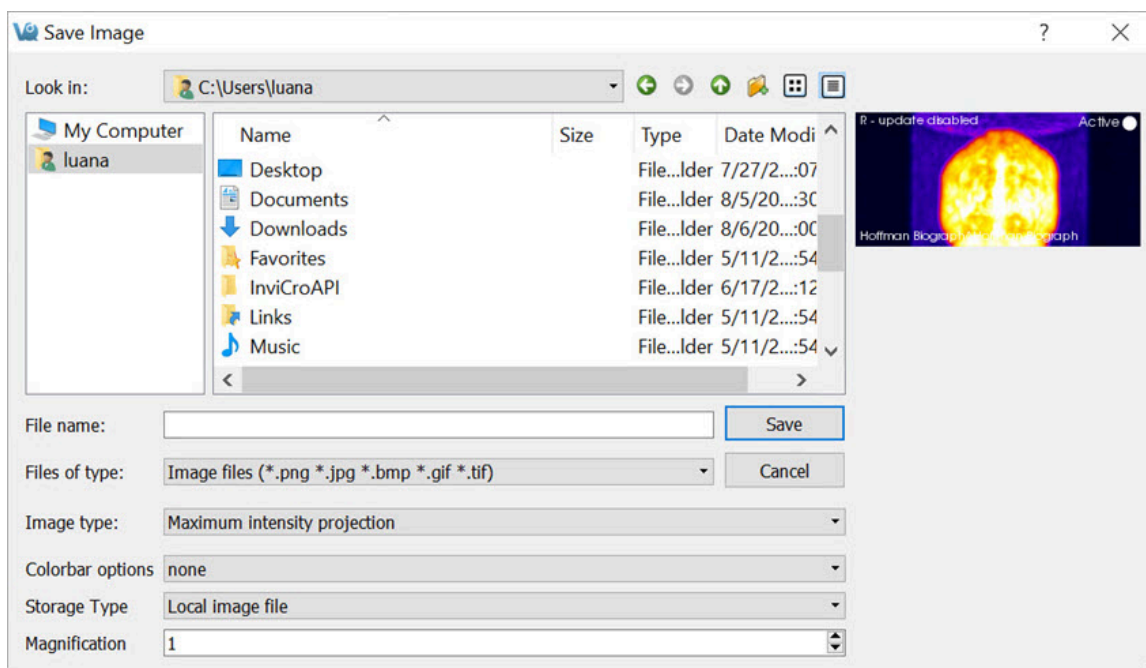 Save Image
?
Look in:
C:\Users\luana
My Computer
luana
Name Size Type Date Modi
Desktop File...lder 7/27/2...:07
Documents File...lder 8/5/20...:30
Downloads File...lder 8/6/20...:00
Favorites File...lder 5/11/2...:54
InviCroAPI File...lder 6/17/2...:12
Links File...lder 5/11/2...:54
Music File...lder 5/11/2...:54
R - update disabled Active
Hoffman
File name:
Save
Files of type: Image files (*.png *.jpg *.bmp *.gif *.tif)
Cancel
Image type: Maximum intensity projection
Colorbar options none
Storage Type Local image file
Magnification 1